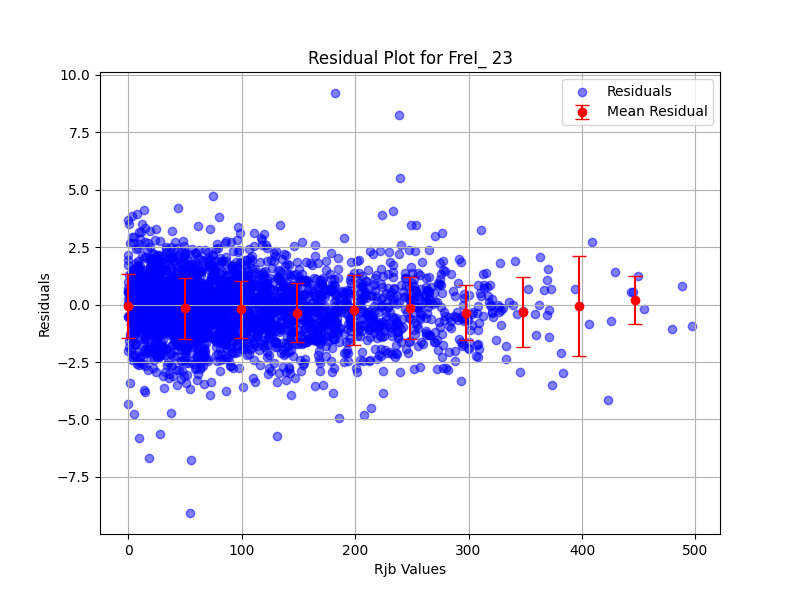 Residual Plot for FreI_ 23
10.0
7.5
5.0
2.5
0.0
−2.5
−5.0
−7.5
Residuals
Residuals
Mean Residual
0 100 200 300 400 500
Rjb Values